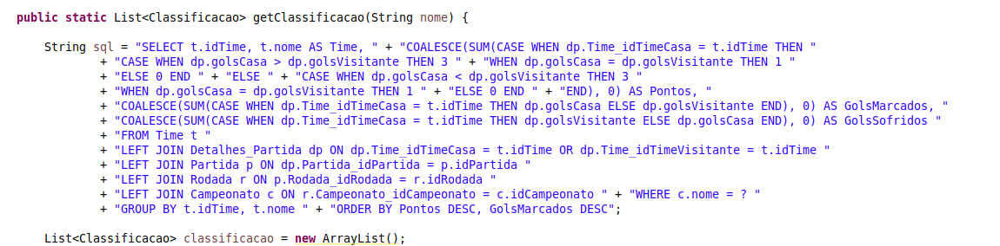 public static List<Classificacao> getClassificacao(String nome) {
String sql = "SELECT t.idTime, t.nome AS Time, " + "COALESCE(SUM(CASE WHEN dp.Time_idTimeCasa = t.idTime THEN "
+ "CASE WHEN dp.golsCasa > dp.golsVisitante THEN 3 " + "WHEN dp.golsCasa = dp.golsVisitante THEN 1 "
+ "ELSE 0 END " + "ELSE " + "CASE WHEN dp.golsCasa < dp.golsVisitante THEN 3 "
+ "WHEN dp.golsCasa = dp.golsVisitante THEN 1 " + "ELSE 0 END " + "END), 0) AS Pontos, "
+ "COALESCE(SUM(CASE WHEN dp.Time_idTimeCasa = t.idTime THEN dp.golsCasa ELSE dp.golsVisitante END), 0) AS GolsMarcados, "
+ "COALESCE(SUM(CASE WHEN dp.Time_idTimeCasa = t.idTime THEN dp.golsVisitante ELSE dp.golsCasa END), 0) AS GolsSofridos "
+ "FROM Time t "
+ "LEFT JOIN Detalhes_Partida dp ON dp.Time_idTimeCasa = t.idTime OR dp.Time_idTimeVisitante = t.idTime "
+ "LEFT JOIN Partida p ON dp.Partida_idPartida = p.idPartida "
+ "LEFT JOIN Rodada r ON p.Rodada_idRodada = r.idRodada "
+ "LEFT JOIN Campeonato c ON r.Campeonato_idCampeonato = c.idCampeonato " + "WHERE c.nome = ? "
+ "GROUP BY t.idTime, t.nome " + "ORDER BY Pontos DESC, GolsMarcados DESC";
List<Classificacao> classificacao = new ArrayList();